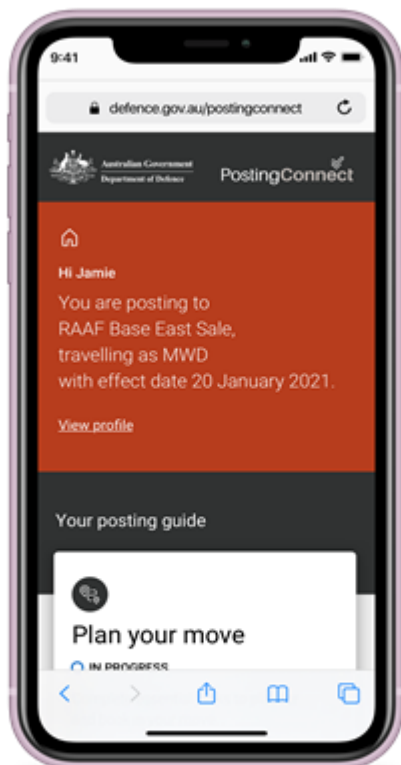 9:41
defence.gov.au/postingconnect
Australian Government
Department of Defence
PostingConnect
Hi Jamie
You are posting to
RAAF Base East Sale,
travelling as MWD
with effect date 20 January 2021.
View profile
Your posting guide
Plan your move
IN PROGRESS